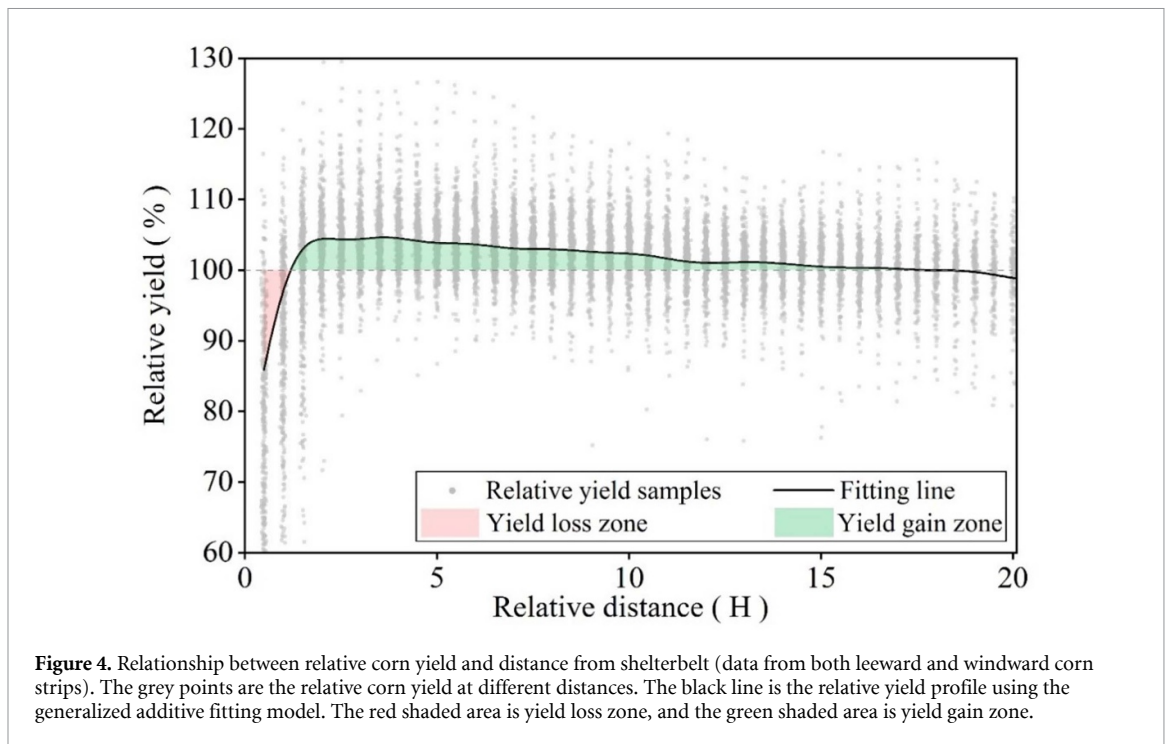 130
120
110
100
90
80
70
60
Relative yield ( % )
Relative yield samples
Fitting line
Yield loss zone
Yield gain zone
0 5 10 15 20
Relative distance ( H )
Figure 4. Relationship between relative corn yield and distance from shelterbelt (data from both leeward and windward corn
strips). The grey points are the relative corn yield at different distances. The black line is the relative yield profile using the
generalized additive fitting model. The red shaded area is yield loss zone, and the green shaded area is yield gain zone.